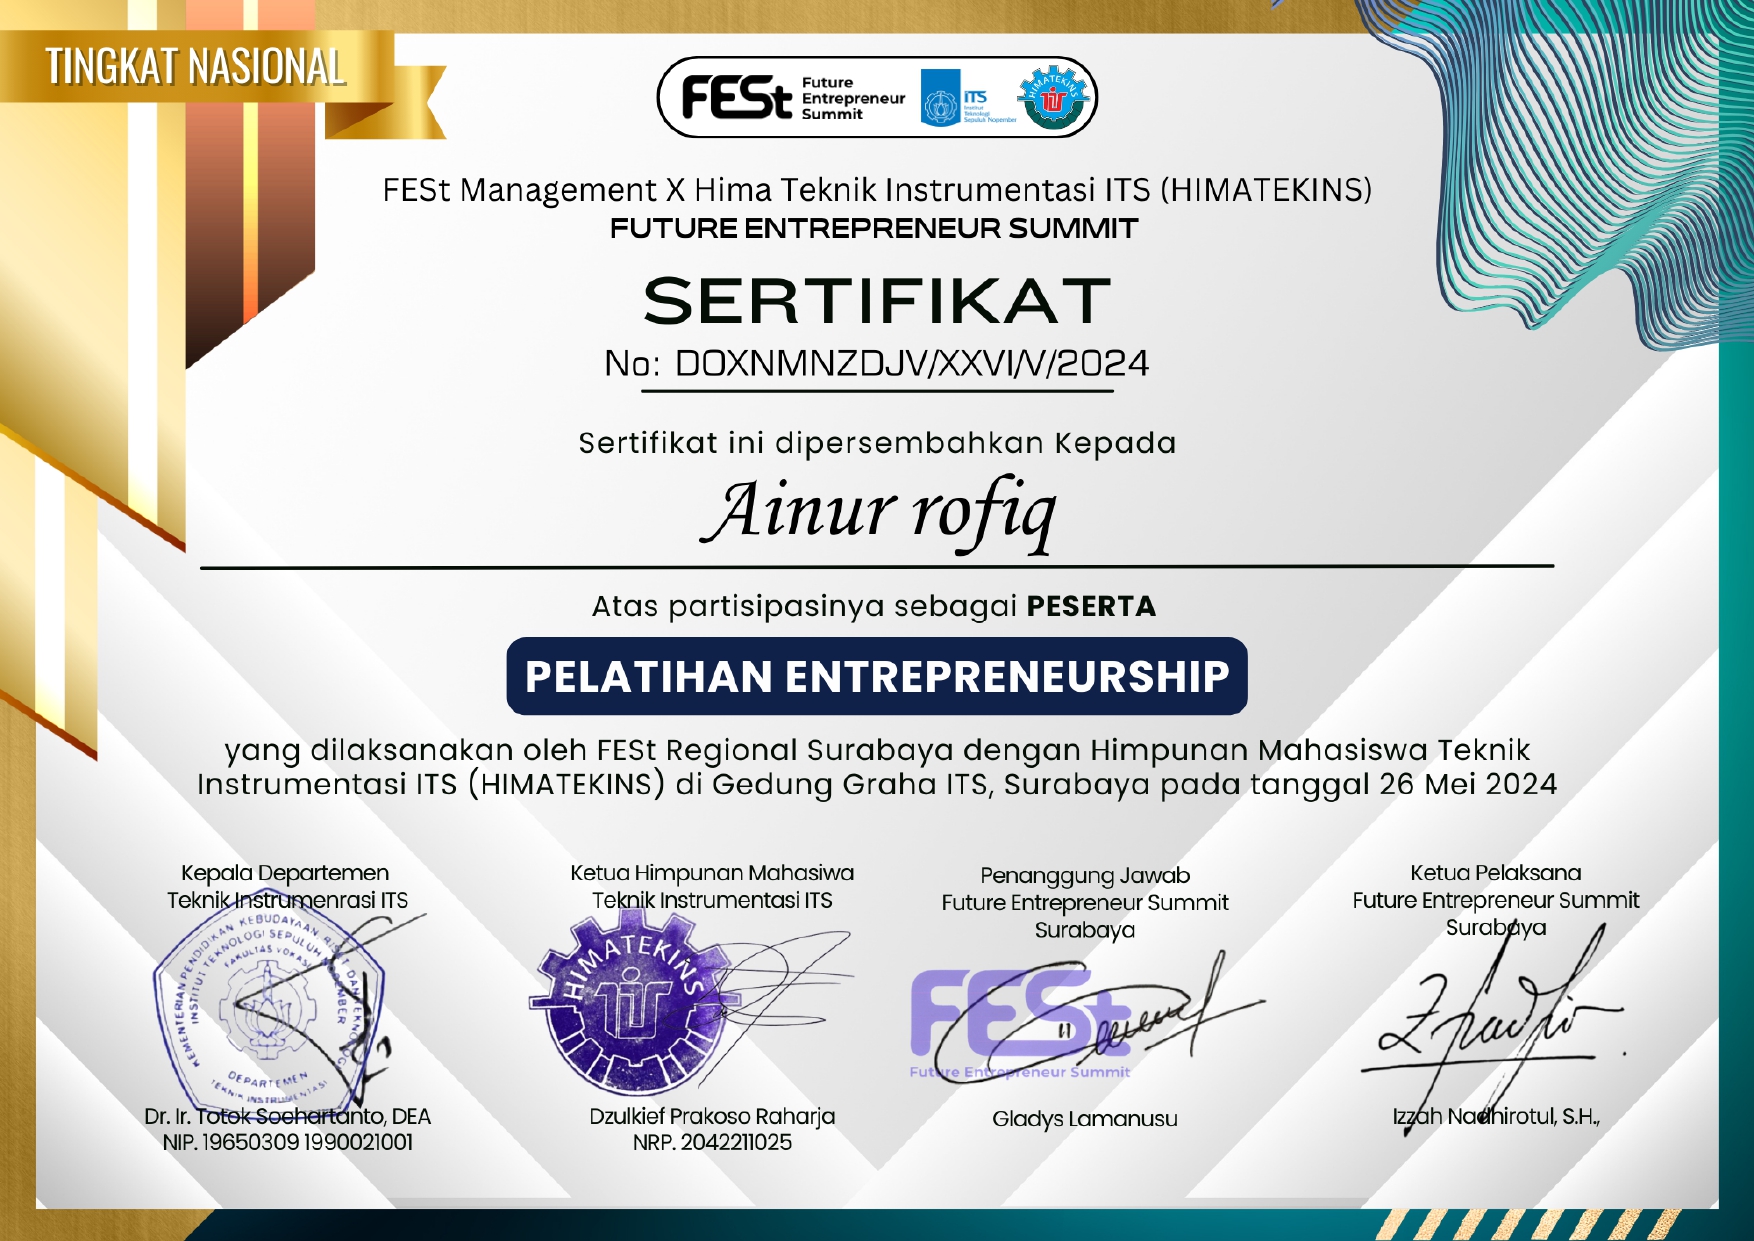 TINGKAT NASIONAL
FESt Future Entrepreneur Summit
iTS Institut Teknologi Sepuluh Nopember
HIMATEKINS
FESt Management X Hima Teknik Instrumentasi ITS (HIMATEKINS)
FUTURE ENTREPRENEUR SUMMIT
SERTIFIKAT
No: DOXNMNZDJV/XXVI/V/2024
Sertifikat ini dipersembahkan Kepada
Ainur rofiq
Atas partisipasinya sebagai PESERTA
PELATIHAN ENTREPRENEURSHIP
yang dilaksanakan oleh FESt Regional Surabaya dengan Himpunan Mahasiswa Teknik
Instrumentasi ITS (HIMATEKINS) di Gedung Graha ITS, Surabaya pada tanggal 26 Mei 2024
Kepala Departemen
Teknik Instrumenrasi ITS
KEMENTERIAN PENDIDIKAN KEBUDAYAAN RISET DAN TEKNOLOGI
INSTITUT TEKNOLOGI SEPULUH NOPEMBER
FAKULTAS VOKASI
DEPARTEMEN
TEKNIK INSTRUMENTASI
Dr. Ir. Totok Soehartanto, DEA
NIP. 19650309 1990021001
Ketua Himpunan Mahasiwa
Teknik Instrumentasi ITS
HIMATEKINS
Dzulkief Prakoso Raharja
NRP. 2042211025
Penanggung Jawab
Future Entrepreneur Summit
Surabaya
FESt
Future Entrepreneur Summit
Gladys Lamanusu
Ketua Pelaksana
Future Entrepreneur Summit
Surabaya
Izzah Nadhirotul, S.H.,